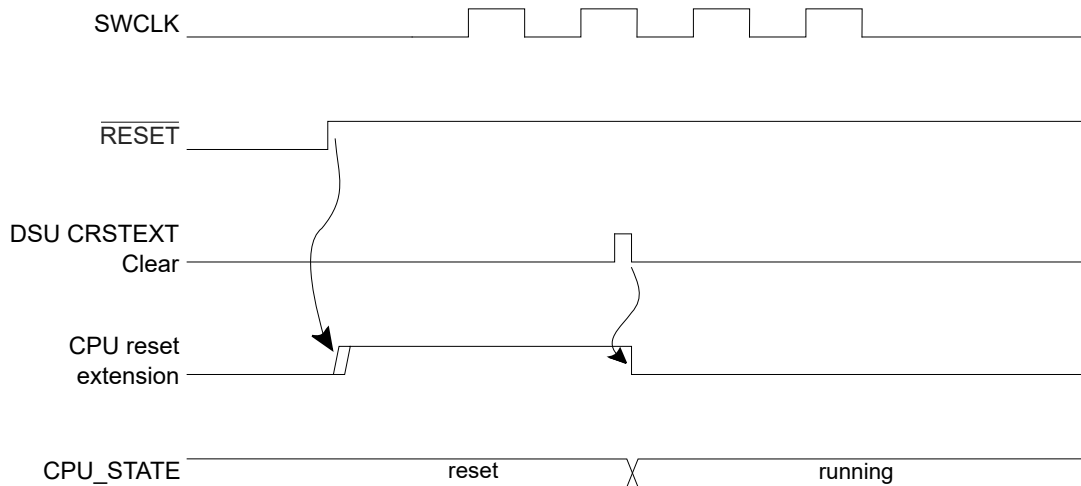 SWCLK
RESET
DSU CRSTEXT
Clear
CPU reset
extension
CPU_STATE
reset
running